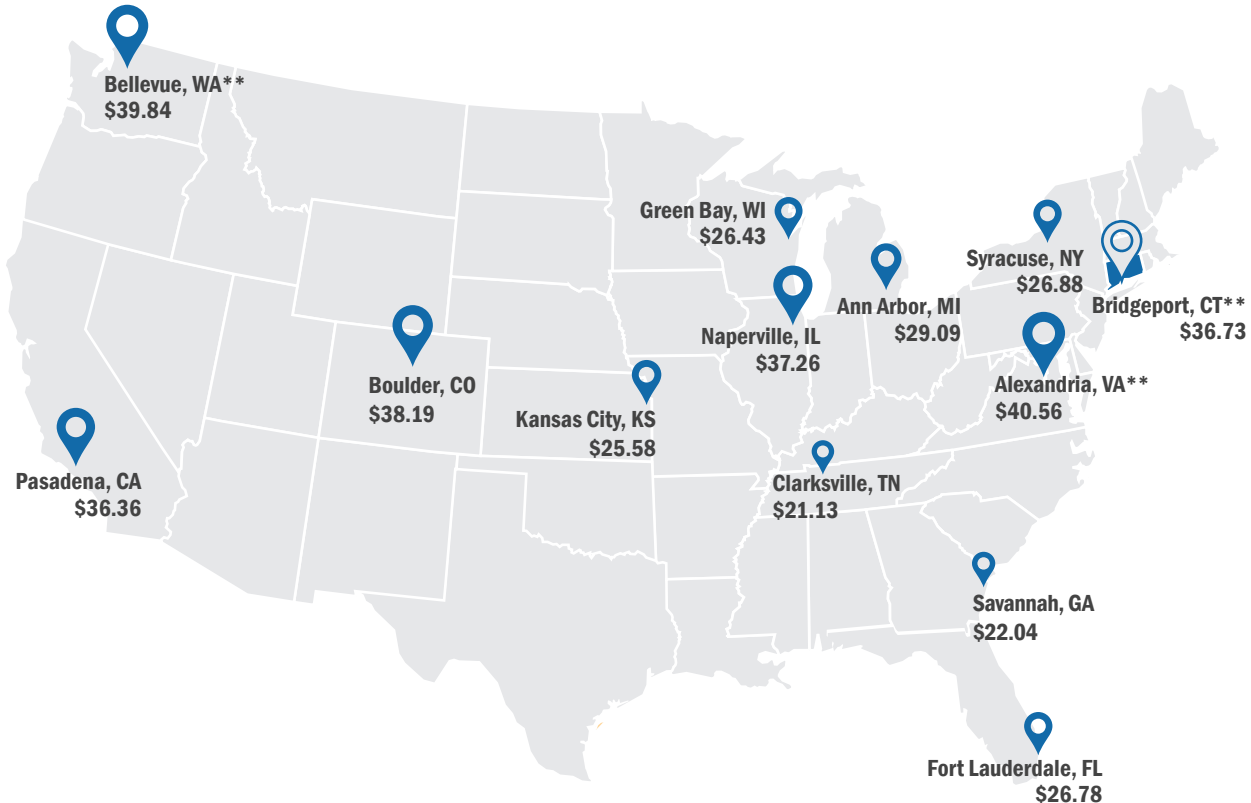 Bellevue, WA**
$39.84
Green Bay, WI
$26.43
Syracuse, NY
$26.88
Ann Arbor, MI
$29.09
Bridgeport, CT**
$36.73
Naperville, IL
$37.26
Boulder, CO
$38.19
Alexandria, VA**
$40.56
Kansas City, KS
$25.58
Pasadena, CA
$36.36
Clarksville, TN
$21.13
Savannah, GA
$22.04
Fort Lauderdale, FL
$26.78